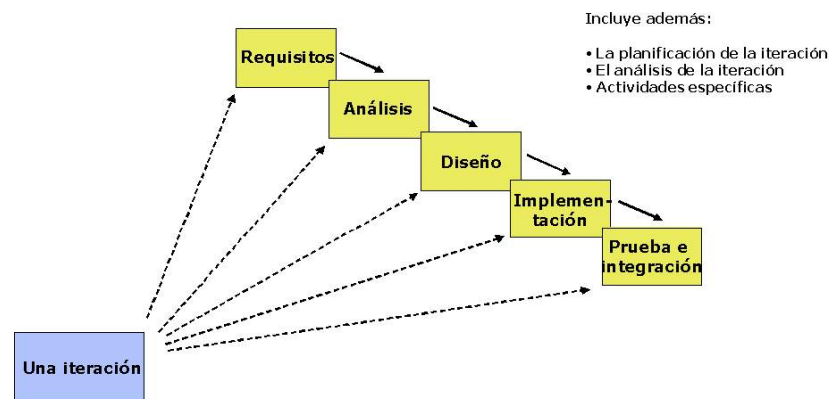 Incluye además:
• La planificación de la iteración
• El análisis de la iteración
• Actividades específicas
Requisitos
Análisis
Diseño
Implemen-
tación
Prueba e
integración
Una iteración